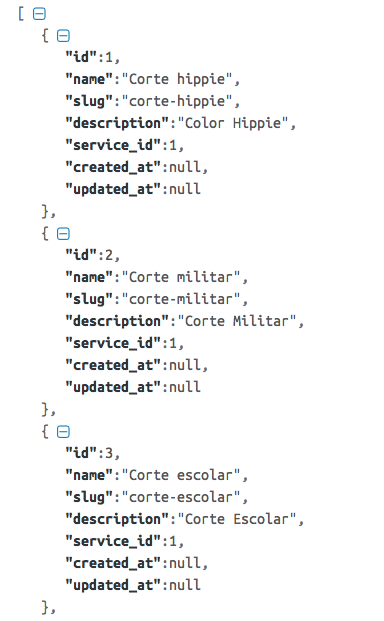 [
{
"id":1,
"name":"Corte hippie",
"slug":"corte-hippie",
"description":"Color Hippie",
"service_id":1,
"created_at":null,
"updated_at":null
},
{
"id":2,
"name":"Corte militar",
"slug":"corte-militar",
"description":"Corte Militar",
"service_id":1,
"created_at":null,
"updated_at":null
},
{
"id":3,
"name":"Corte escolar",
"slug":"corte-escolar",
"description":"Corte Escolar",
"service_id":1,
"created_at":null,
"updated_at":null
},